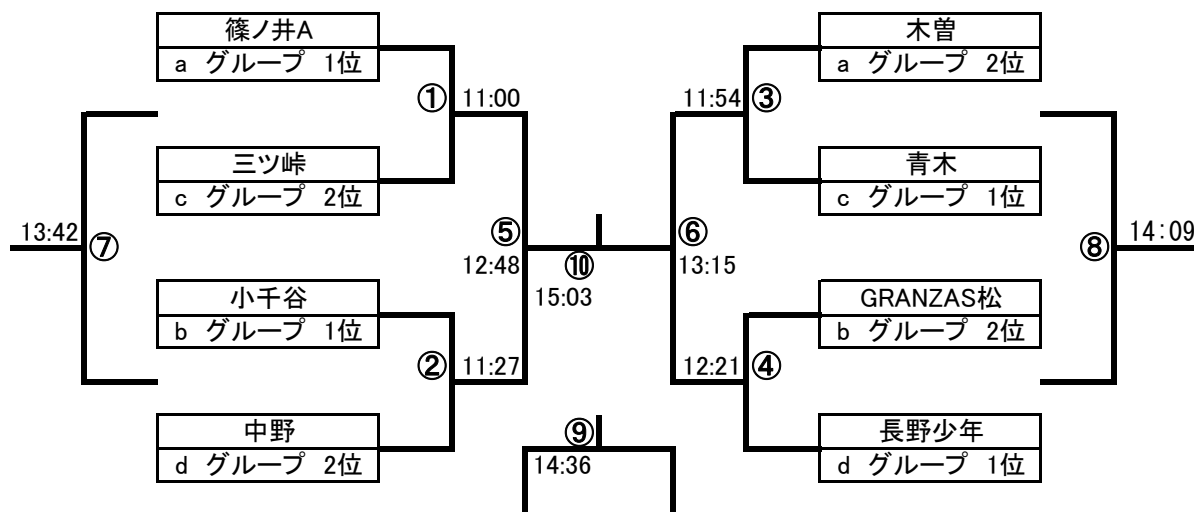 篠ノ井A
a グループ 1位
① 11:00
三ツ峠
c グループ 2位
13:42 ⑦
小千谷
b グループ 1位
② 11:27
中野
d グループ 2位
⑤
12:48
⑩
15:03
⑨
14:36
木曽
a グループ 2位
11:54 ③
青木
c グループ 1位
⑥
13:15
⑧ 14:09
GRANZAS松
b グループ 2位
12:21 ④
長野少年
d グループ 1位